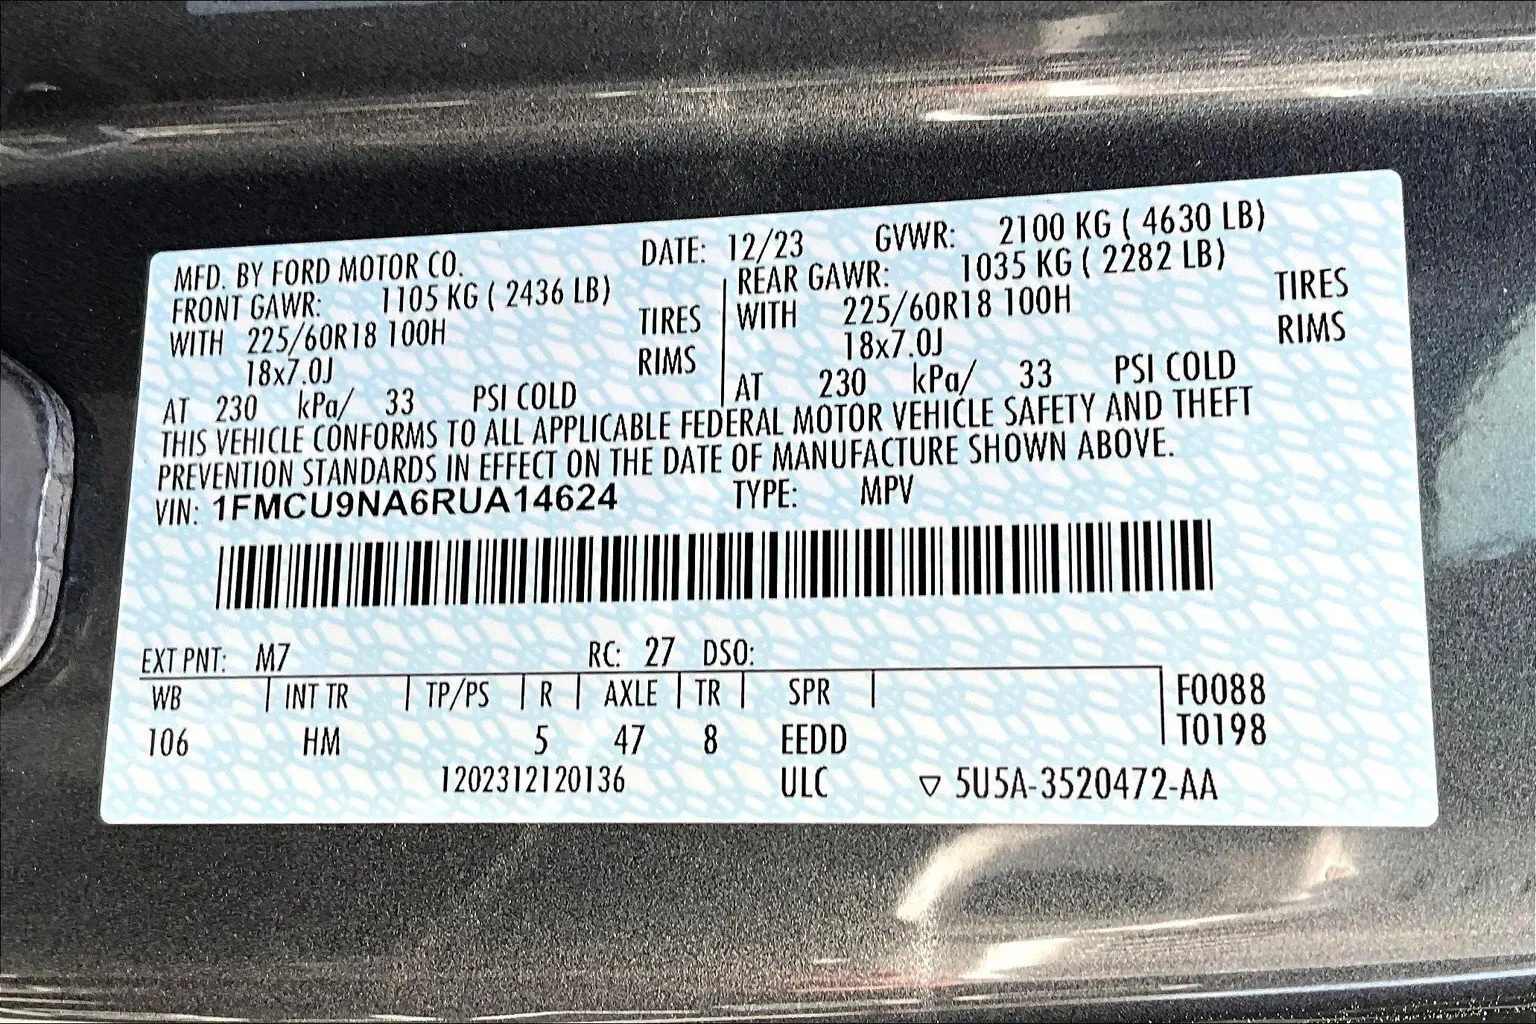 MFD. BY FORD MOTOR CO. DATE: 12/23 GVWR: 2100 KG ( 4630 LB)
FRONT GAWR: 1105 KG ( 2436 LB) REAR GAWR: 1035 KG ( 2282 LB)
WITH 225/60R18 100H TIRES WITH 225/60R18 100H TIRES
18x7.0J RIMS 18x7.0J RIMS
AT 230 kPa/ 33 PSI COLD AT 230 kPa/ 33 PSI COLD
THIS VEHICLE CONFORMS TO ALL APPLICABLE FEDERAL MOTOR VEHICLE SAFETY AND THEFT
PREVENTION STANDARDS IN EFFECT ON THE DATE OF MANUFACTURE SHOWN ABOVE.
VIN: 1FMCU9NA6RUA14624 TYPE: MPV
EXT PNT: M7 RC: 27 DSO:
WB INT TR TP/PS R AXLE TR SPR F0088
106 HM 5 47 8 EEDD T0198
1202312120136 ULC ▽ 5U5A-3520472-AA